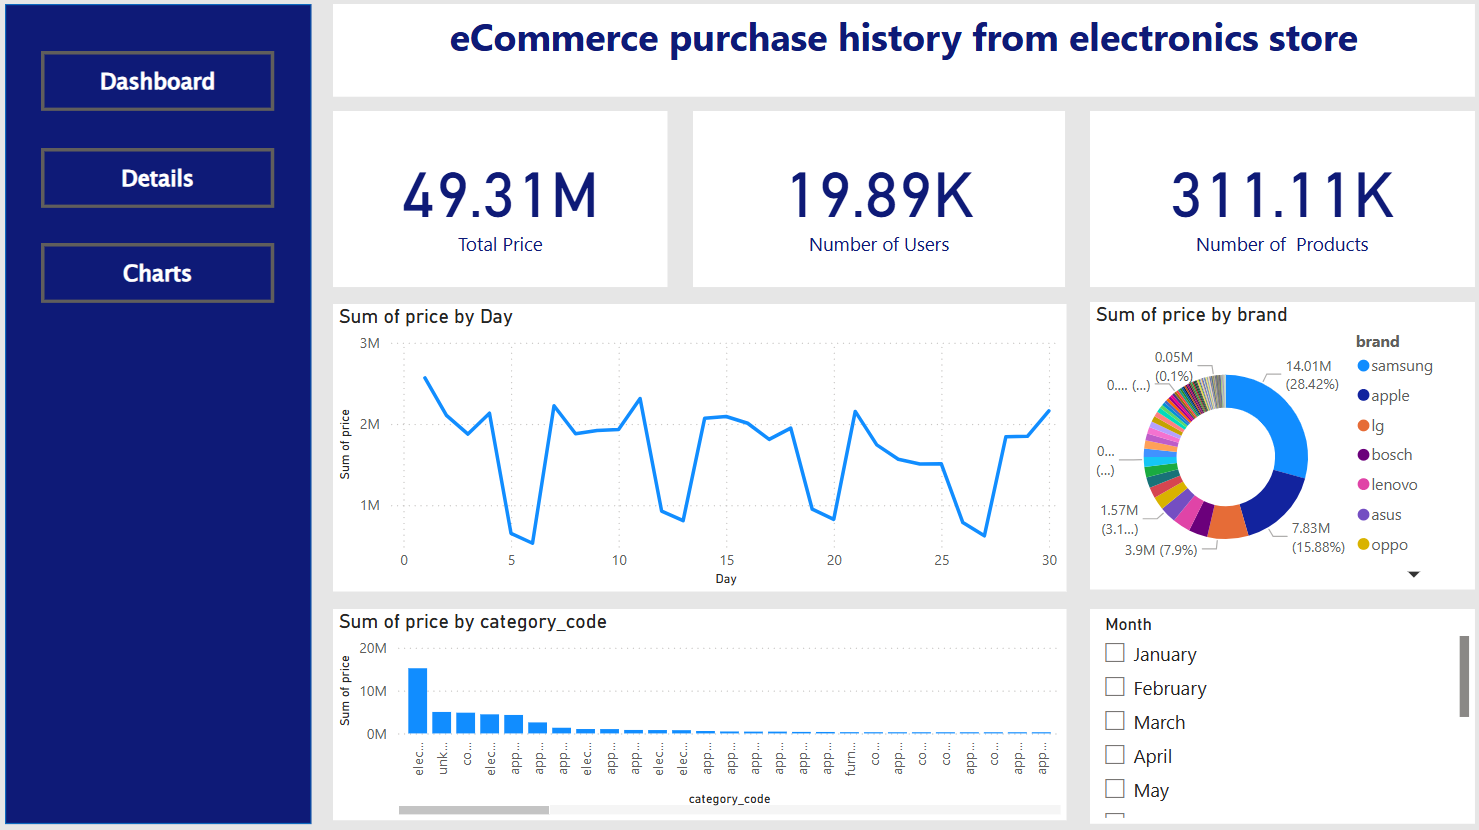 eCommerce purchase history from electronics store
Dashboard
Details
Charts
49.31M
Total Price
19.89K
Number of Users
311.11K
Number of Products
Sum of price by Day
Sum of price
3M
2M
1M
0
5
10
15
20
25
30
Day
Sum of price by brand
0.05M
(0.1%)
0.... (...)
0...
(...)
1.57M
(3.1...)
3.9M (7.9%)
14.01M
(28.42%)
7.83M
(15.88%)
brand
samsung
apple
lg
bosch
lenovo
asus
oppo
Sum of price by category_code
Sum of price
20M
10M
0M
elec...
unk...
co...
elec...
app...
app...
app...
elec...
app...
app...
elec...
elec...
app...
app...
app...
app...
app...
app...
furn...
co...
app...
co...
co...
app...
co...
app...
app...
category_code
Month
January
February
March
April
May